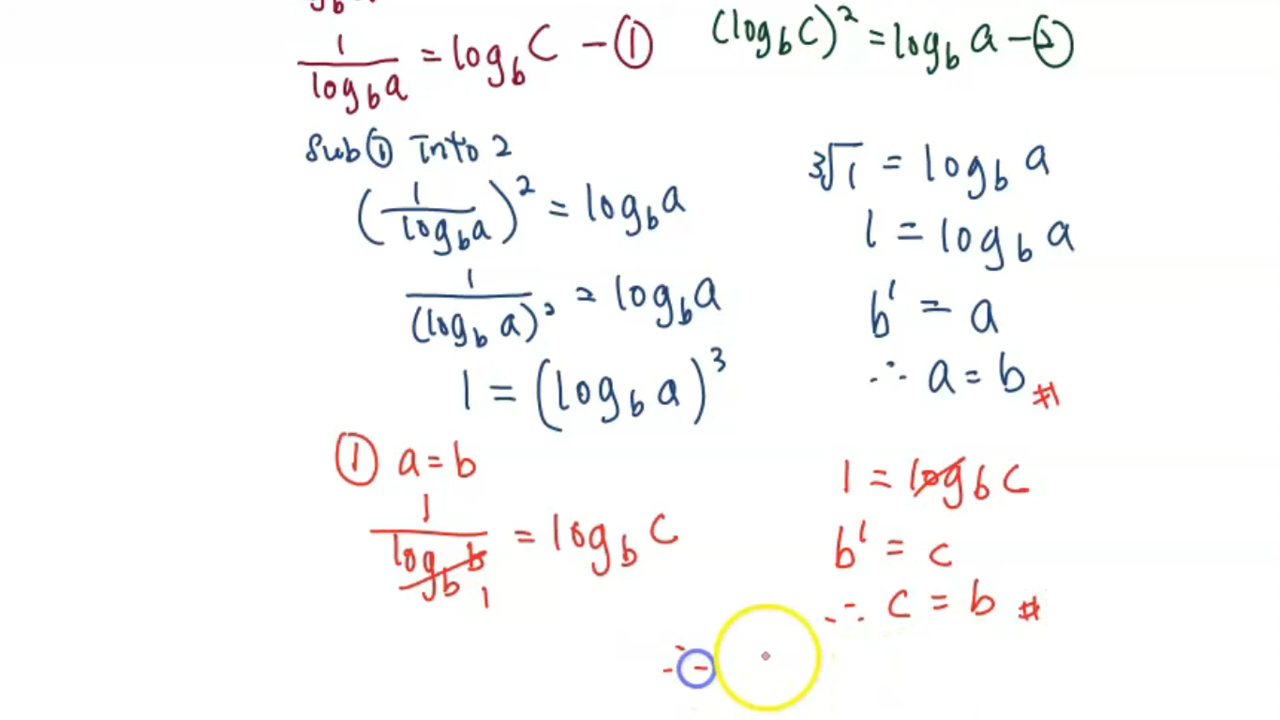 1/log_b a = log_b C - ①
(log_b C)² = log_b a - ②
Sub ① into 2
(1/log_b a)² = log_b a
1/(log_b a)² = log_b a
1 = (log_b a)³
³√1 = log_b a
1 = log_b a
b¹ = a
∴ a = b #
① a = b
1/log_b b = log_b C
1
1 = log_b C
b¹ = c
∴ c = b #